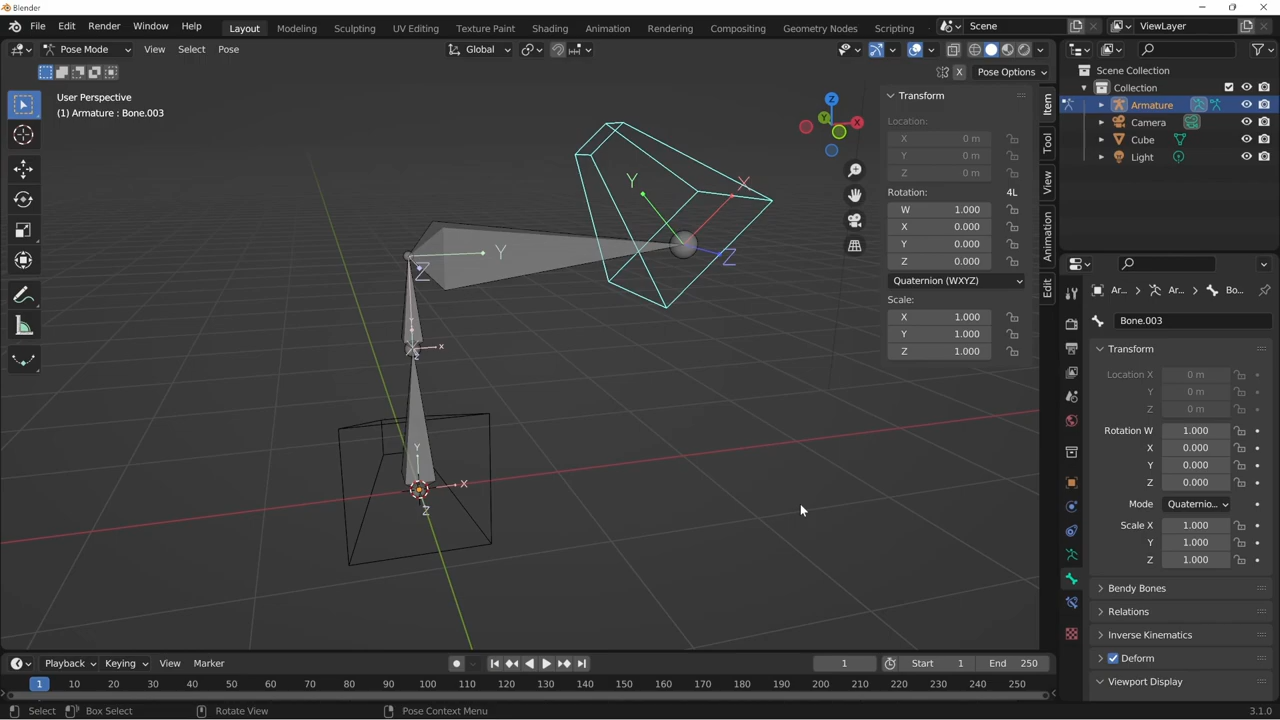 Blender
File Edit Render Window Help Layout Modeling Sculpting UV Editing Texture Paint Shading Animation Rendering Compositing Geometry Nodes Scripting Scene ViewLayer
Pose Mode View Select Pose Global
X Pose Options
User Perspective
(1) Armature : Bone.003
Scene Collection
Collection
Armature
Camera
Cube
Light
Z
Y
X
Item
Tool
View
Animation
Edit
Transform
Location:
X 0 m
Y 0 m
Z 0 m
Rotation: 4L
W 1.000
X 0.000
Y 0.000
Z 0.000
Quaternion (WXYZ)
Scale:
X 1.000
Y 1.000
Z 1.000
Y X
Z
Y
Z
Y
X
Z
Y
X
Z
Ar... Ar... Bo...
Bone.003
Transform
Location X 0 m
Y 0 m
Z 0 m
Rotation W 1.000
X 0.000
Y 0.000
Z 0.000
Mode Quaternio...
Scale X 1.000
Y 1.000
Z 1.000
Bendy Bones
Relations
Inverse Kinematics
Deform
Viewport Display
Playback Keying View Marker 1 Start 1 End 250
1 10 20 30 40 50 60 70 80 90 100 110 120 130 140 150 160 170 180 190 200 210 220 230 240 250
Select Box Select Rotate View Pose Context Menu 3.1.0